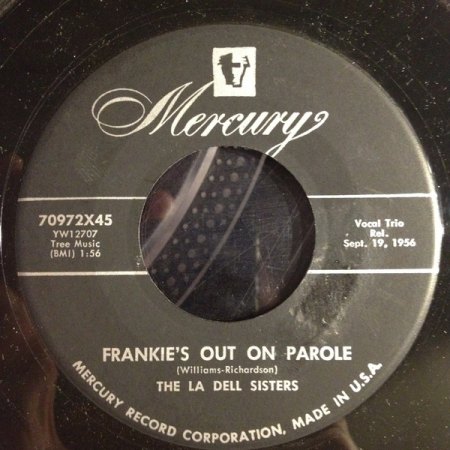 Mercury
70972X45
YW12707
Tree Music
(BMI) 1:56
Vocal Trio
Rel.
Sept. 19, 1956
FRANKIE'S OUT ON PAROLE
(Williams-Richardson)
THE LA DELL SISTERS
MERCURY RECORD CORPORATION, MADE IN U.S.A.